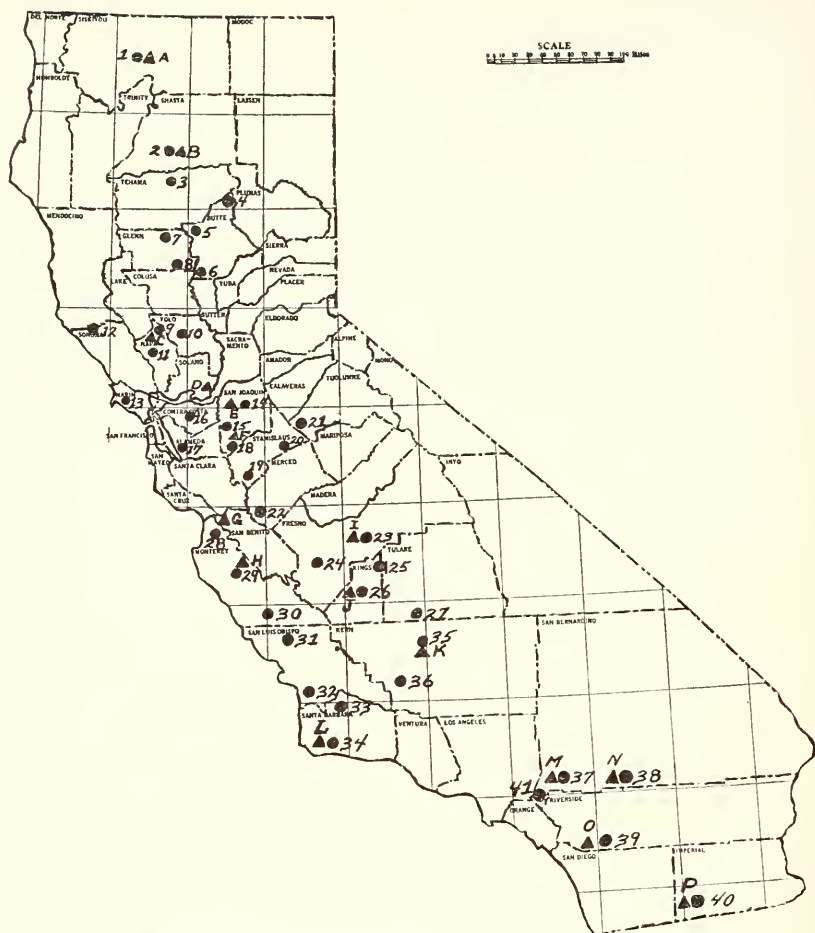 DEL NORTE SISKIYOU MODOC
SCALE
1 A
HUMBOLDT
TRINITY SHASTA LASSEN
2 B
3
TEHAMA
4 PLUMAS
MENDOCINO
BUTTE
5
GLENN 7
SIERRA
8
6
NEVADA
LAKE COLUSA YUBA
PLACER
SUTTER
YOLO ELDORADO
12 9 10
SONOMA SACRA-
MENTO
NAPA
ALPINE
11 SOLANO
AMADOR MONO
D CALAVERAS TUOLUMNE
MARIN SAN JOAQUIN
13 14
CONTRA COSTA E
16 15 21
SAN FRANCISCO F STANISLAUS MARIPOSA
ALAMEDA 18 20
17
SAN
MATEO
SANTA CLARA MERCED INYO
19
SANTA
CRUZ
MADERA
22
G FRESNO
SAN BENITO I
28 23
MONTEREY TULARE
H 24 KINGS 25
29
26
30 27
SAN LUIS OBISPO KERN SAN BERNARDINO
31 35
K
36
32
SANTA BARBARA 33
VENTURA LOS ANGELES
L 34
M 37 N 38
41
RIVERSIDE
ORANGE
O 39
SAN DIEGO IMPERIAL
P 40